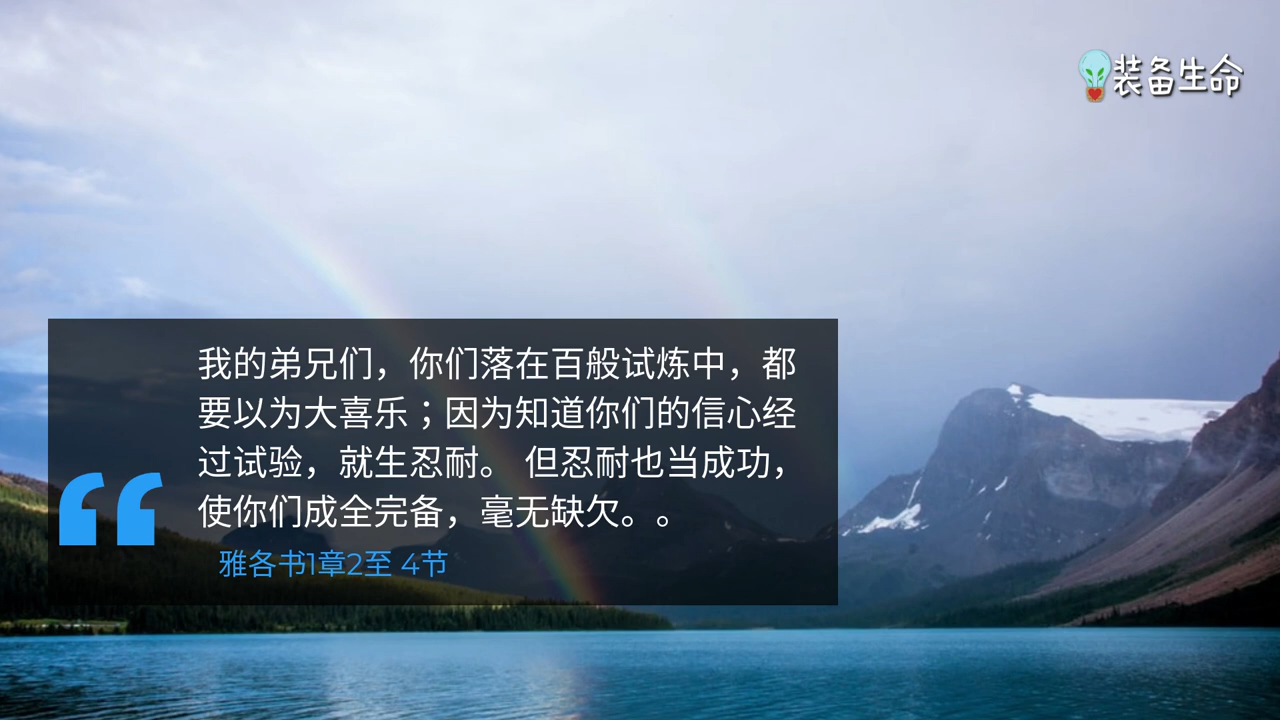 装备生命
我的弟兄们，你们落在百般试炼中，都
要以为大喜乐；因为知道你们的信心经
过试验，就生忍耐。 但忍耐也当成功，
使你们成全完备，毫无缺欠。。
雅各书1章2至 4节